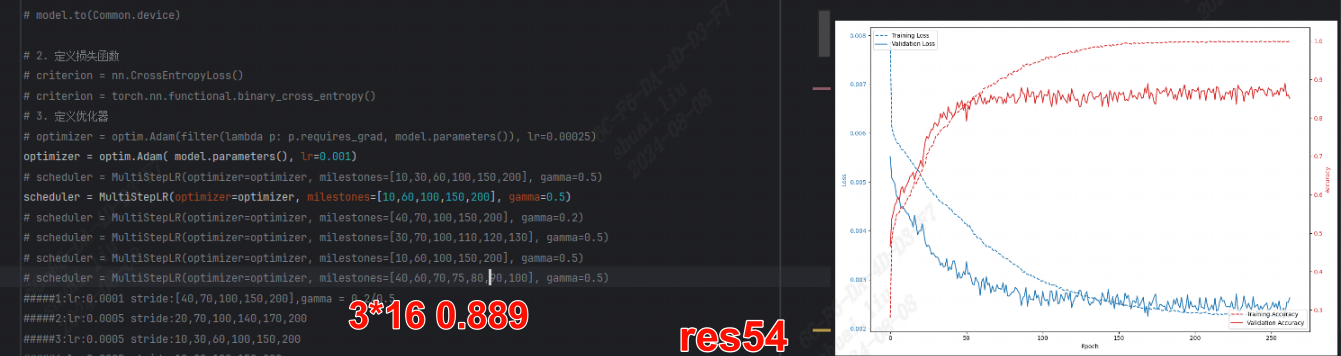 # model.to(Common.device)
# 2. 定义损失函数
# criterion = nn.CrossEntropyLoss()
# criterion = torch.nn.functional.binary_cross_entropy()
# 3. 定义优化器
# optimizer = optim.Adam(filter(lambda p: p.requires_grad, model.parameters()), lr=0.00025)
optimizer = optim.Adam( model.parameters(), lr=0.001)
# scheduler = MultiStepLR(optimizer=optimizer, milestones=[10,30,60,100,150,200], gamma=0.5)
scheduler = MultiStepLR(optimizer=optimizer, milestones=[10,60,100,150,200], gamma=0.5)
# scheduler = MultiStepLR(optimizer=optimizer, milestones=[40,70,100,150,200], gamma=0.2)
# scheduler = MultiStepLR(optimizer=optimizer, milestones=[30,70,100,110,120,130], gamma=0.5)
# scheduler = MultiStepLR(optimizer=optimizer, milestones=[10,60,100,150,200], gamma=0.5)
# scheduler = MultiStepLR(optimizer=optimizer, milestones=[40,60,70,75,80,90,100], gamma=0.5)
#####1:lr:0.0001 stride:[40,70,100,150,200],gamma = 0.2/0.5
#####2:lr:0.0005 stride:20,70,100,140,170,200
#####3:lr:0.0005 stride:10,30,60,100,150,200
3*16 0.889
res54
Training Loss
Validation Loss
0.008
0.007
0.006
0.005
0.004
0.003
0.002
Loss
0
50
100
150
200
250
Epoch
1.0
0.9
0.8
0.7
0.6
0.5
0.4
0.3
Accuracy
Training Accuracy
Validation Accuracy
shuai.liu
2024-08-08